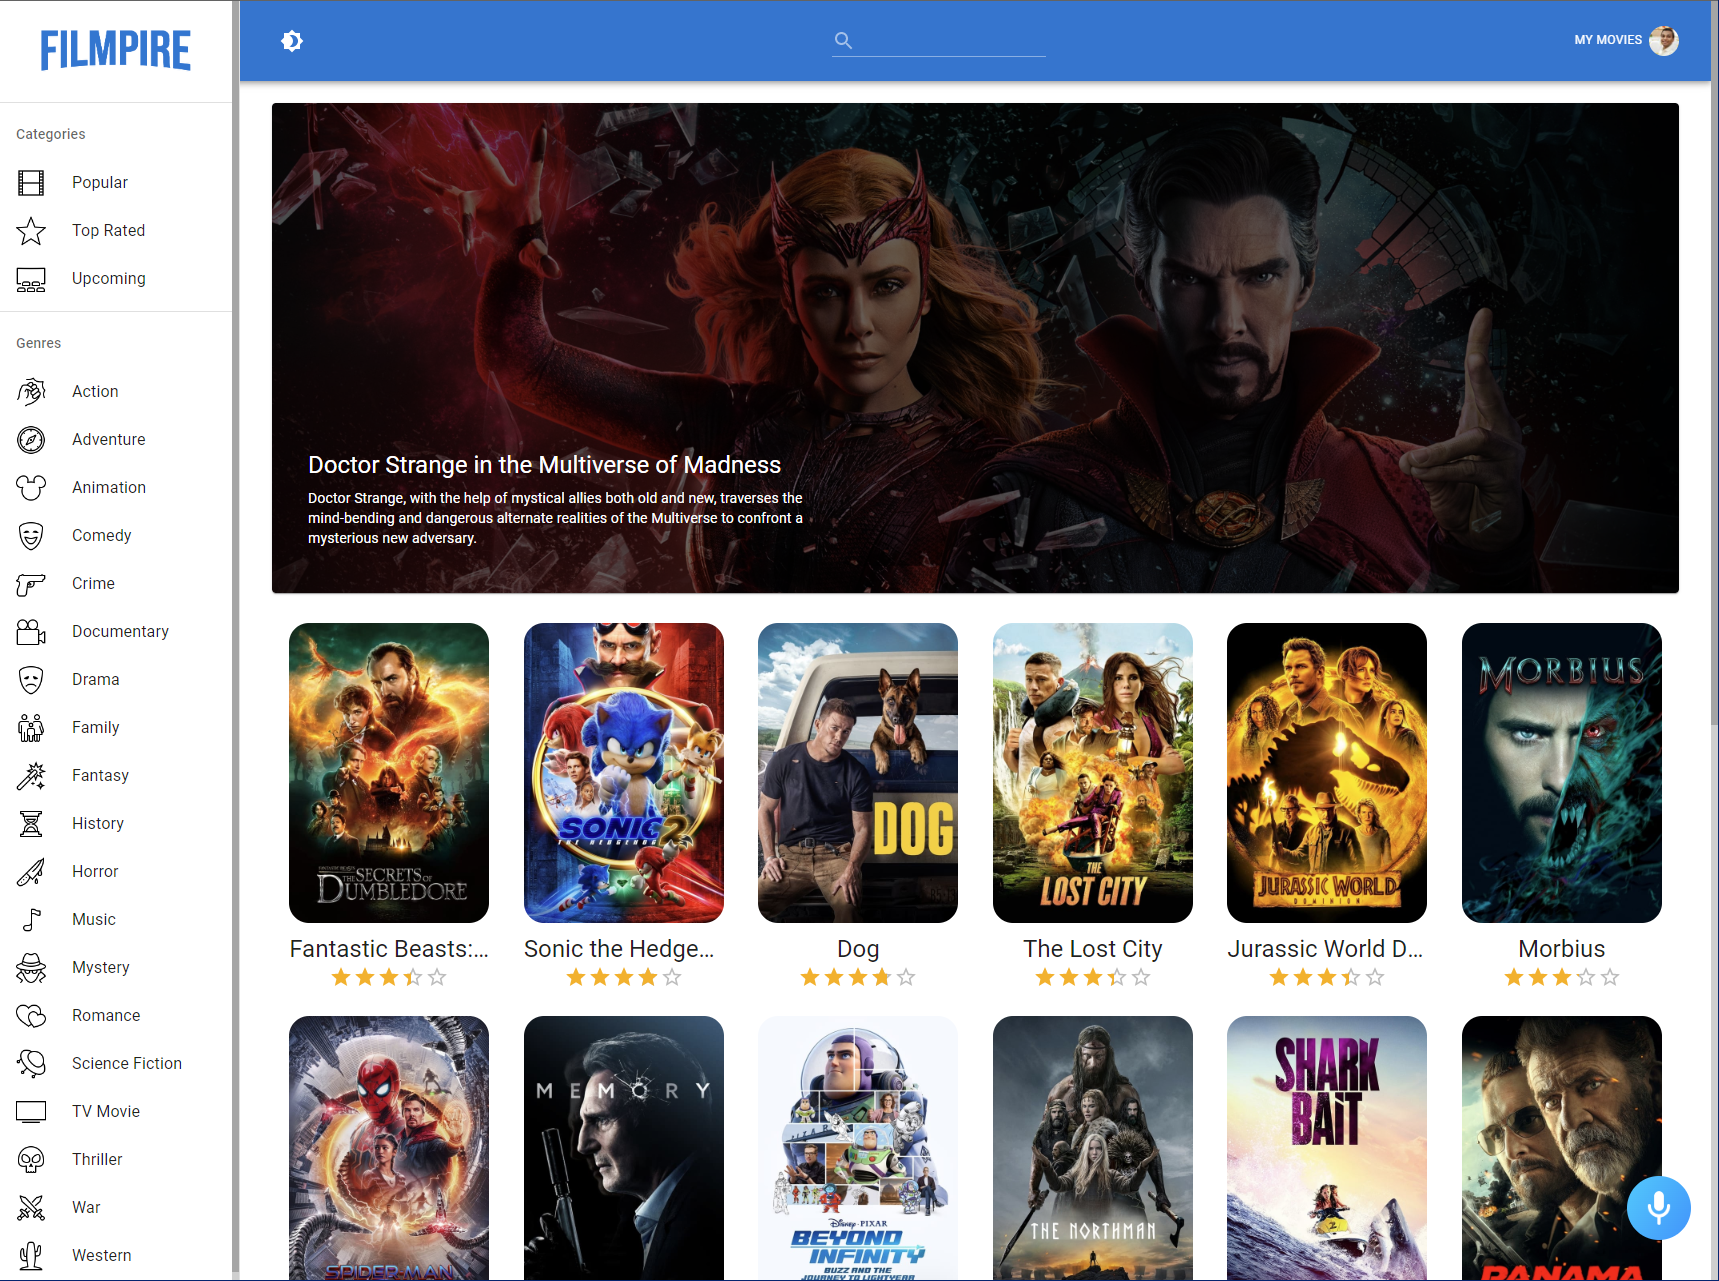 FILMPIRE
MY MOVIES
Categories
Popular
Top Rated
Upcoming
Genres
Action
Adventure
Animation
Comedy
Crime
Documentary
Drama
Family
Fantasy
History
Horror
Music
Mystery
Romance
Science Fiction
TV Movie
Thriller
War
Western
Doctor Strange in the Multiverse of Madness
Doctor Strange, with the help of mystical allies both old and new, traverses the
mind-bending and dangerous alternate realities of the Multiverse to confront a
mysterious new adversary.
FANTASTIC BEASTS
THE SECRETS OF
DUMBLEDORE
SONIC 2
THE HEDGEHOG
DOG
THE
LOST CITY
JURASSIC WORLD
DOMINION
MORBIUS
Fantastic Beasts:...
Sonic the Hedge...
Dog
The Lost City
Jurassic World D...
Morbius
SPIDER-MAN
MEMORY
Disney · PIXAR
BEYOND
INFINITY
BUZZ AND THE
JOURNEY TO LIGHTYEAR
THE NORTHMAN
SHARK
BAIT
PANAMA